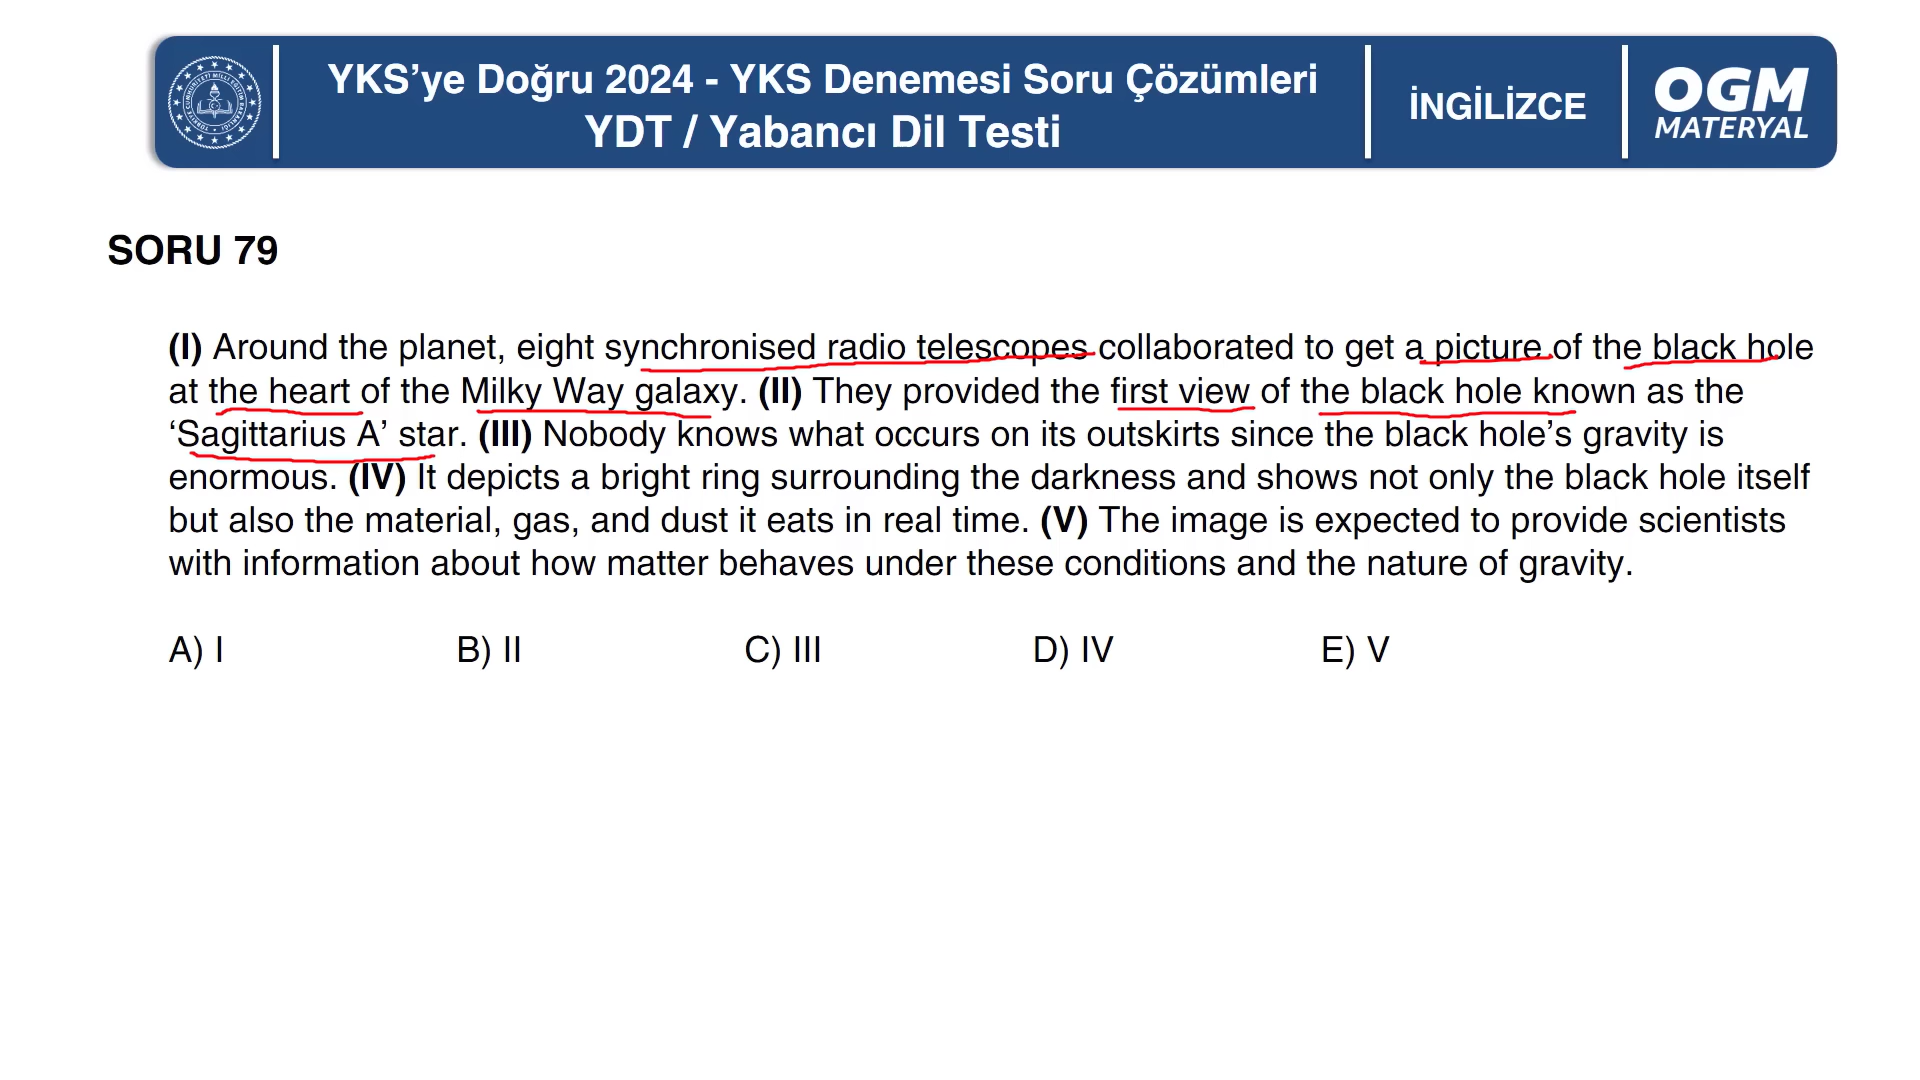 YKS’ye Doğru 2024 - YKS Denemesi Soru Çözümleri
YDT / Yabancı Dil Testi
İNGİLİZCE
OGM
MATERYAL
SORU 79
(I) Around the planet, eight synchronised radio telescopes collaborated to get a picture of the black hole
at the heart of the Milky Way galaxy. (II) They provided the first view of the black hole known as the
‘Sagittarius A’ star. (III) Nobody knows what occurs on its outskirts since the black hole’s gravity is
enormous. (IV) It depicts a bright ring surrounding the darkness and shows not only the black hole itself
but also the material, gas, and dust it eats in real time. (V) The image is expected to provide scientists
with information about how matter behaves under these conditions and the nature of gravity.
A) I B) II C) III D) IV E) V